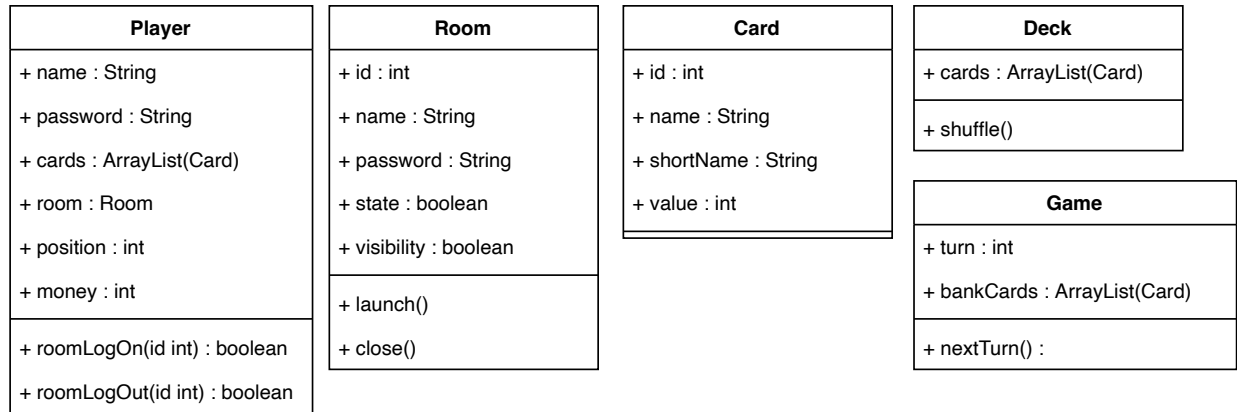 Player
+ name : String
+ password : String
+ cards : ArrayList(Card)
+ room : Room
+ position : int
+ money : int
+ roomLogOn(id int) : boolean
+ roomLogOut(id int) : boolean
Room
+ id : int
+ name : String
+ password : String
+ state : boolean
+ visibility : boolean
+ launch()
+ close()
Card
+ id : int
+ name : String
+ shortName : String
+ value : int
Deck
+ cards : ArrayList(Card)
+ shuffle()
Game
+ turn : int
+ bankCards : ArrayList(Card)
+ nextTurn() :